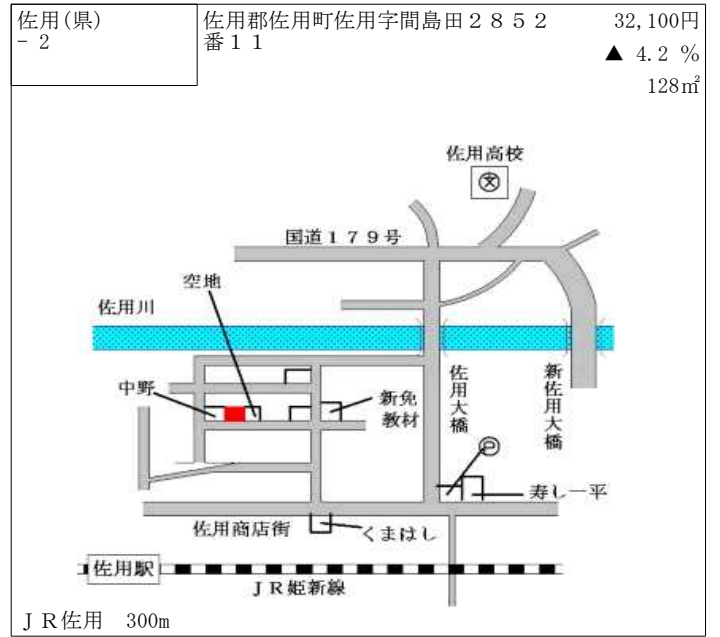 佐用(県)
－２
佐用郡佐用町佐用字間島田２８５２
番１１
32,100円
▲ 4.2 %
128㎡
佐用高校
文
国道１７９号
空地
佐用川
中野
新免
教材
佐用大橋
新佐用大橋
寿し一平
佐用商店街
くまはし
佐用駅
ＪＲ姫新線
ＪＲ佐用　300m